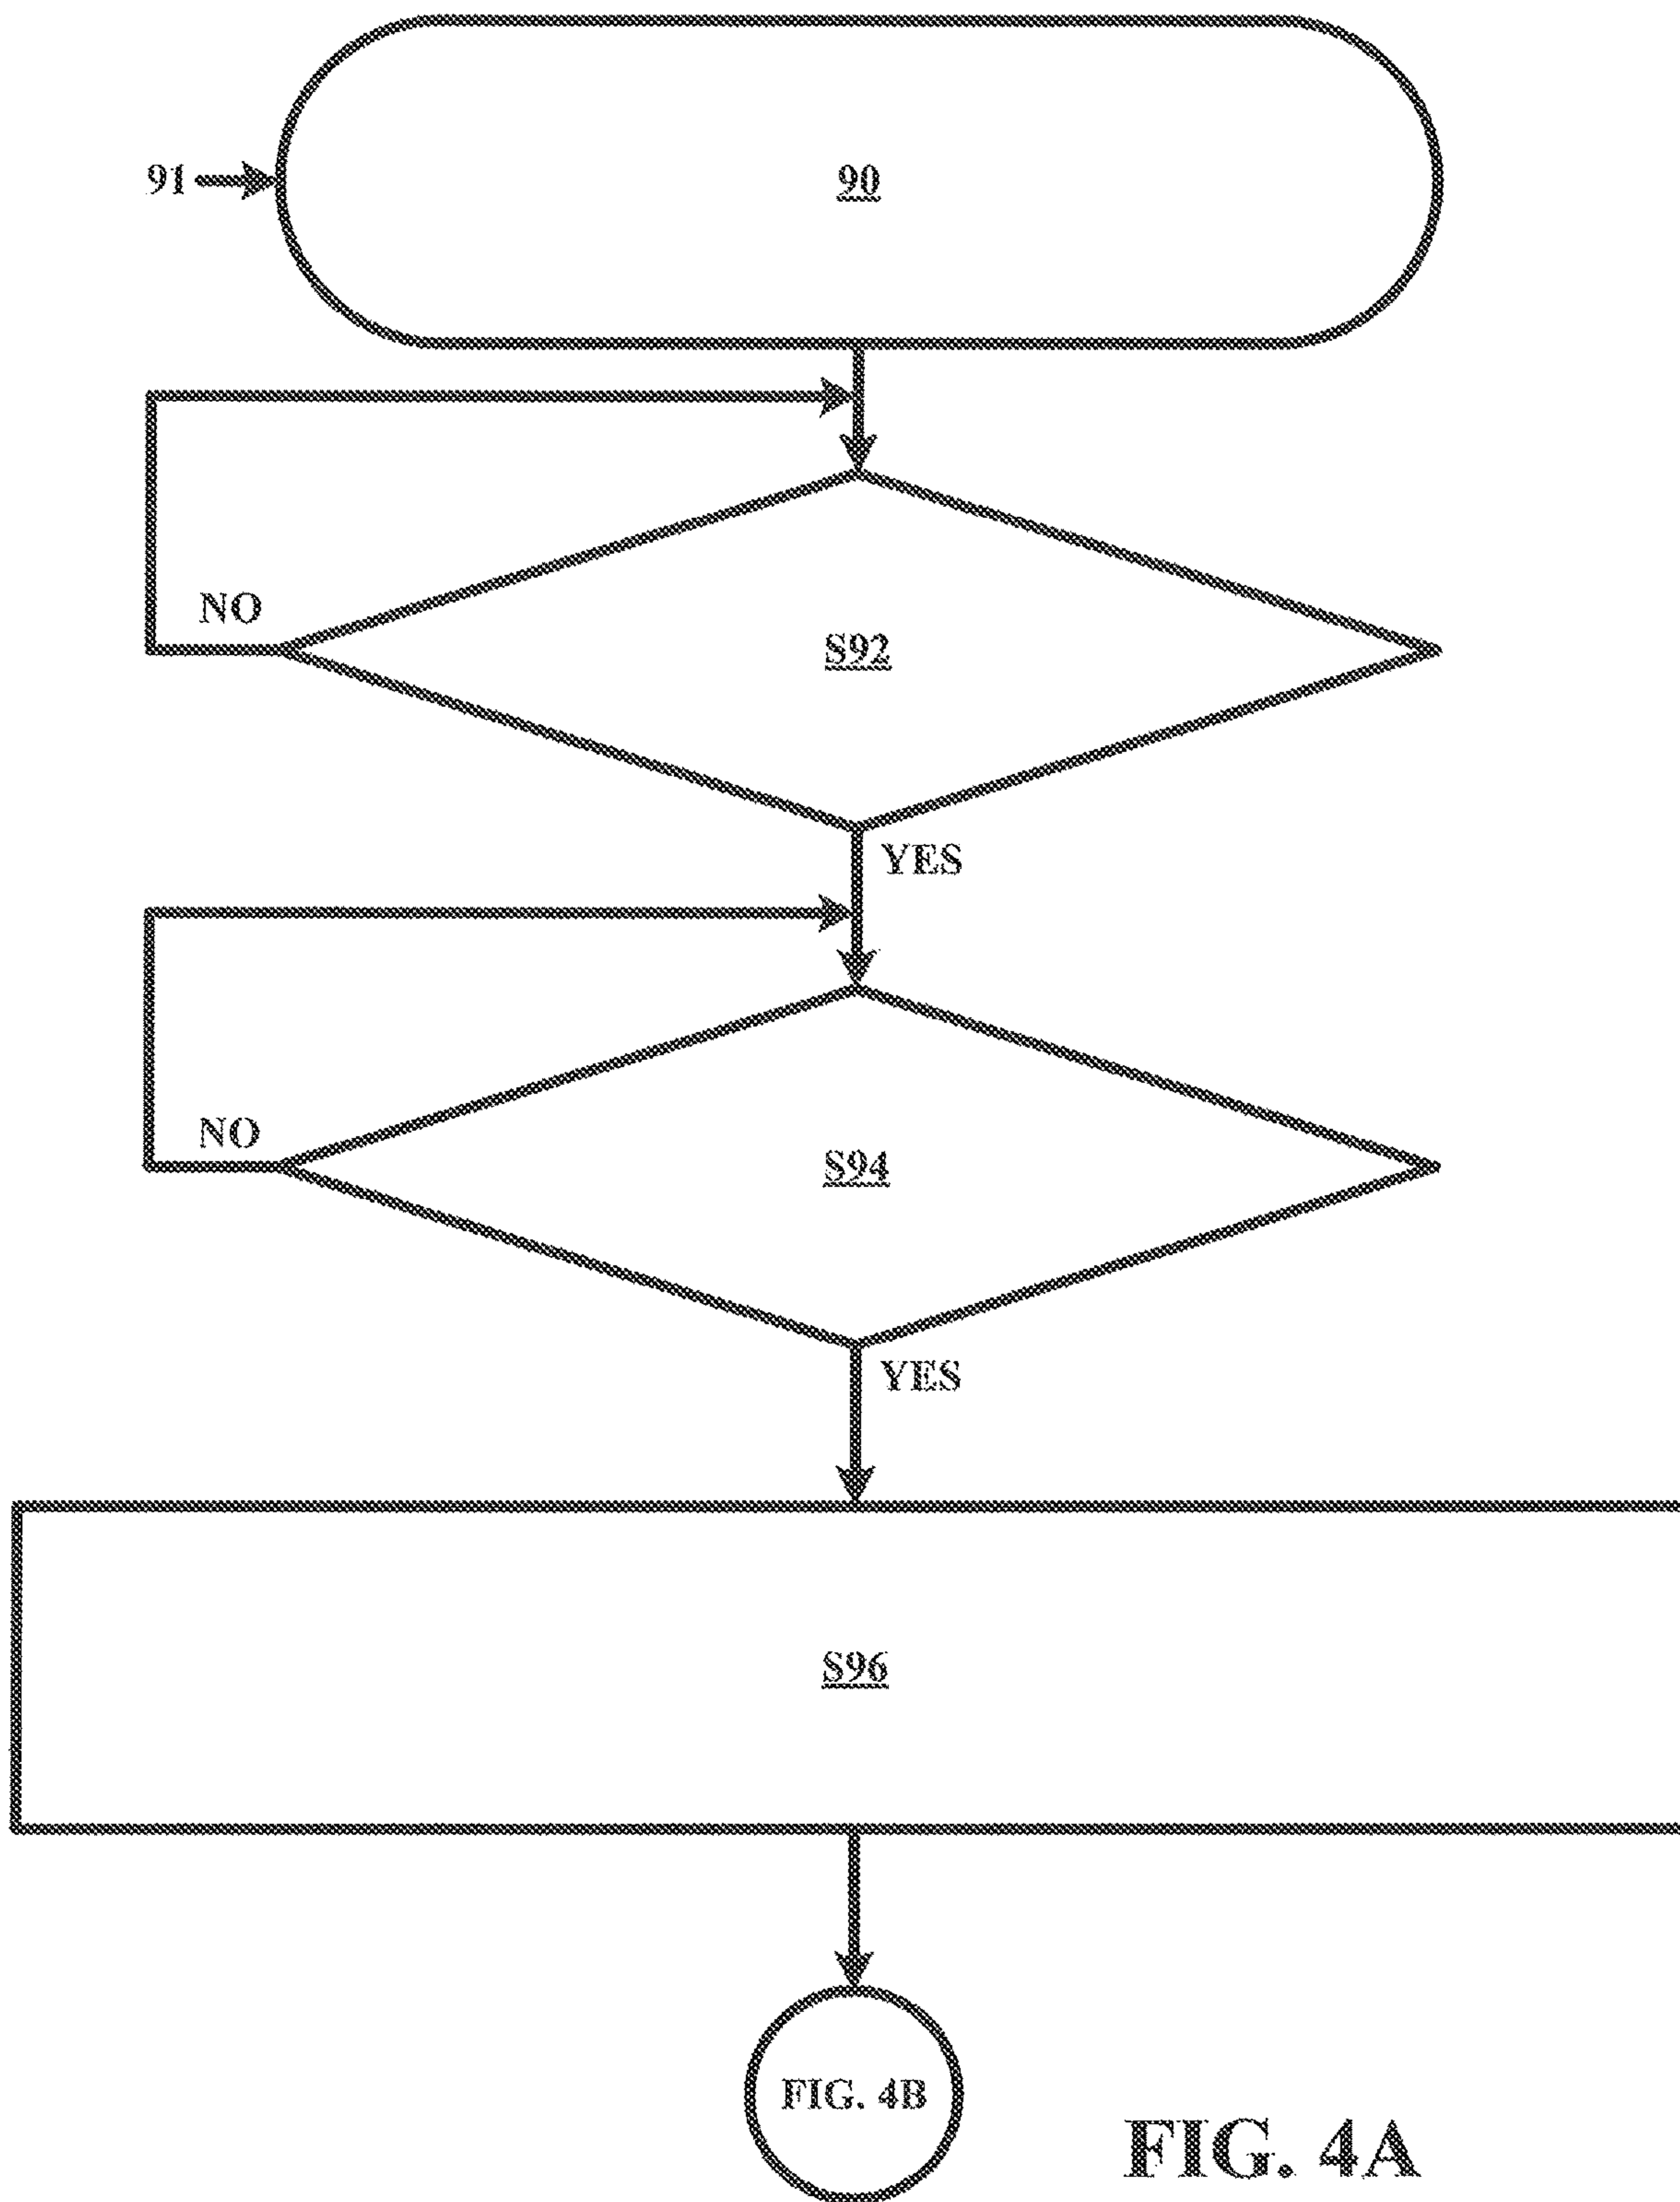 91
90
NO
S92
YES
NO
S94
YES
S96
FIG. 4B
FIG. 4A